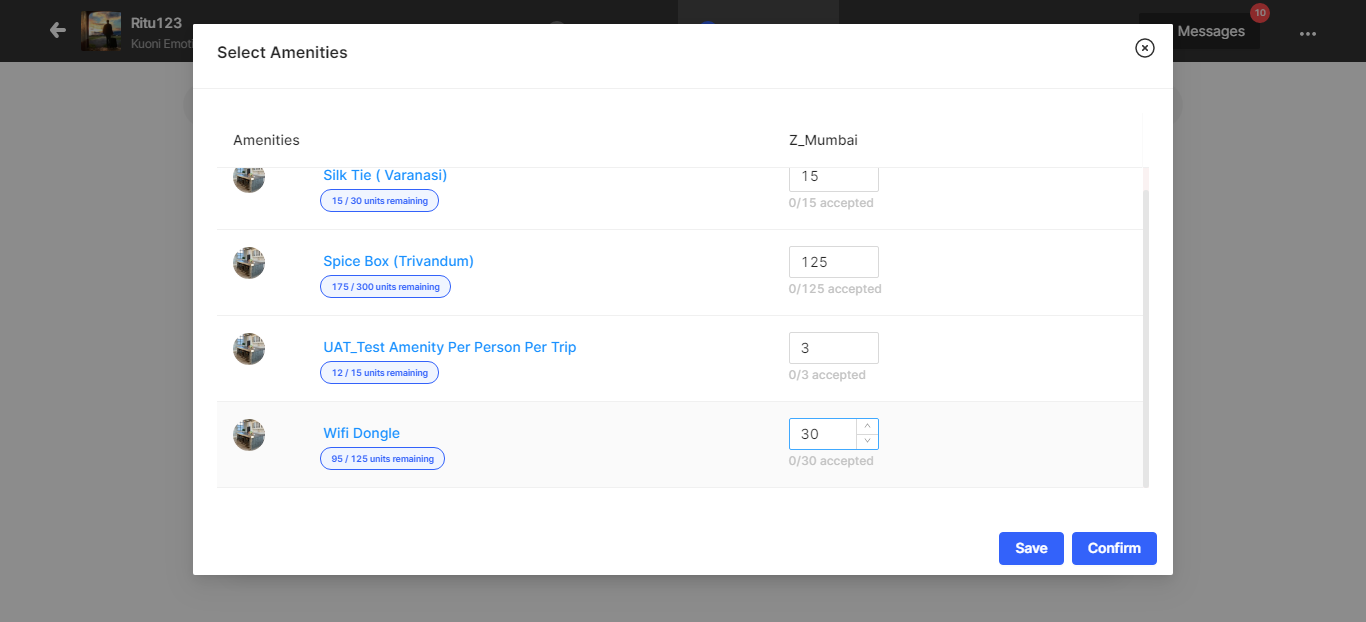 Ritu123
Kuoni Emoti
Messages
10
Select Amenities
Amenities
Z_Mumbai
Silk Tie ( Varanasi)
15
15 / 30 units remaining
0/15 accepted
Spice Box (Trivandum)
125
175 / 300 units remaining
0/125 accepted
UAT_Test Amenity Per Person Per Trip
3
12 / 15 units remaining
0/3 accepted
Wifi Dongle
30
95 / 125 units remaining
0/30 accepted
Save
Confirm